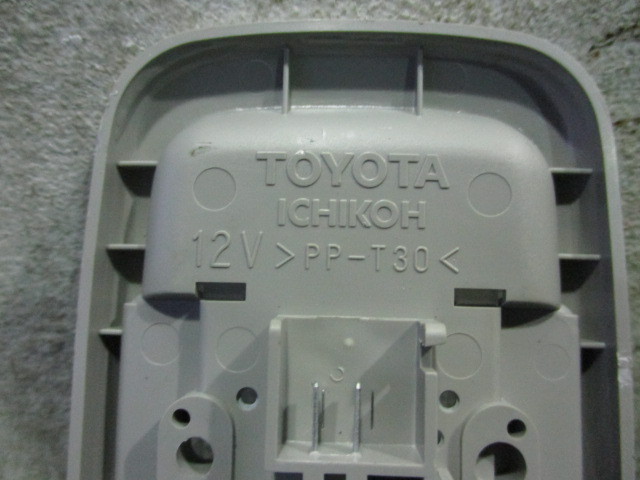 TOYOTA
ICHIKOH
12V >PP-T30<